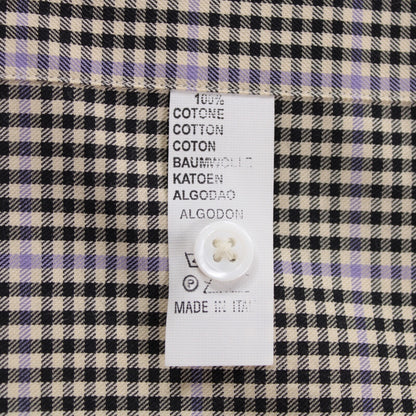 100%
COTONE
COTTON
COTON
BAUMWOLLE
KATOEN
ALGODAO
ALGODON
P
MADE IN ITALY